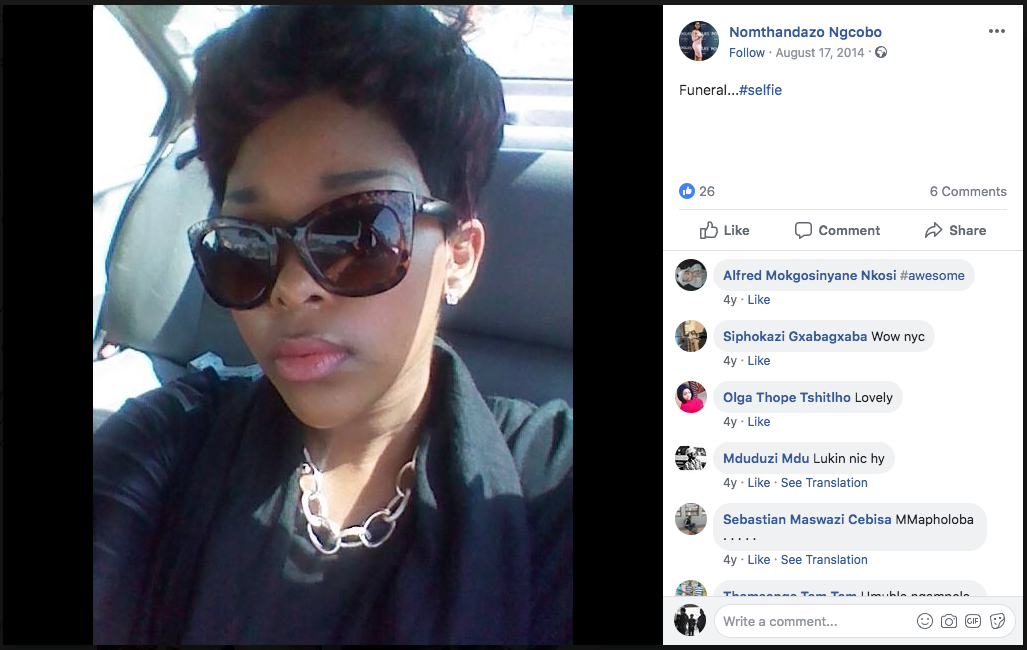 Nomthandazo Ngcobo
Follow · August 17, 2014 ·
Funeral...#selfie
26
6 Comments
Like Comment Share
Alfred Mokgosinyane Nkosi #awesome
4y · Like
Siphokazi Gxabagxaba Wow nyc
4y · Like
Olga Thope Tshitlho Lovely
4y · Like
Mduduzi Mdu Lukin nic hy
4y · Like · See Translation
Sebastian Maswazi Cebisa MMapholoba
. . . . .
4y · Like · See Translation
Write a comment...
GIF